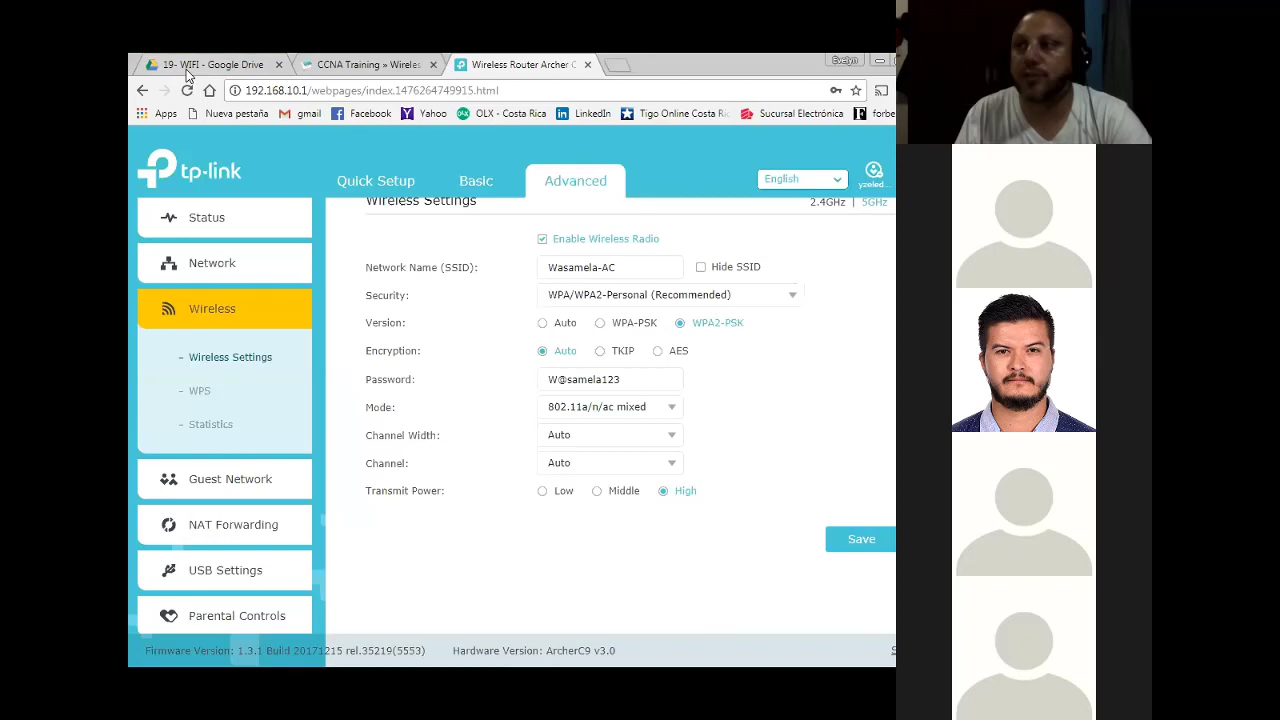 19- WIFI - Google Drive
CCNA Training » Wireles
Wireless Router Archer C
Evelyn
192.168.10.1/webpages/index.1476264749915.html
Apps
Nueva pestaña
gmail
Facebook
Yahoo
OLX - Costa Rica
LinkedIn
Tigo Online Costa Ri
Sucursal Electrónica
forbe
tp-link
Quick Setup
Basic
Advanced
English
yzeled...
Status
Network
Wireless
- Wireless Settings
- WPS
- Statistics
Guest Network
NAT Forwarding
USB Settings
Parental Controls
Wireless Settings
2.4GHz | 5GHz
Enable Wireless Radio
Network Name (SSID): Wasamela-AC Hide SSID
Security: WPA/WPA2-Personal (Recommended)
Version: Auto WPA-PSK WPA2-PSK
Encryption: Auto TKIP AES
Password: W@samela123
Mode: 802.11a/n/ac mixed
Channel Width: Auto
Channel: Auto
Transmit Power: Low Middle High
Save
Firmware Version: 1.3.1 Build 20171215 rel.35219(5553) Hardware Version: ArcherC9 v3.0